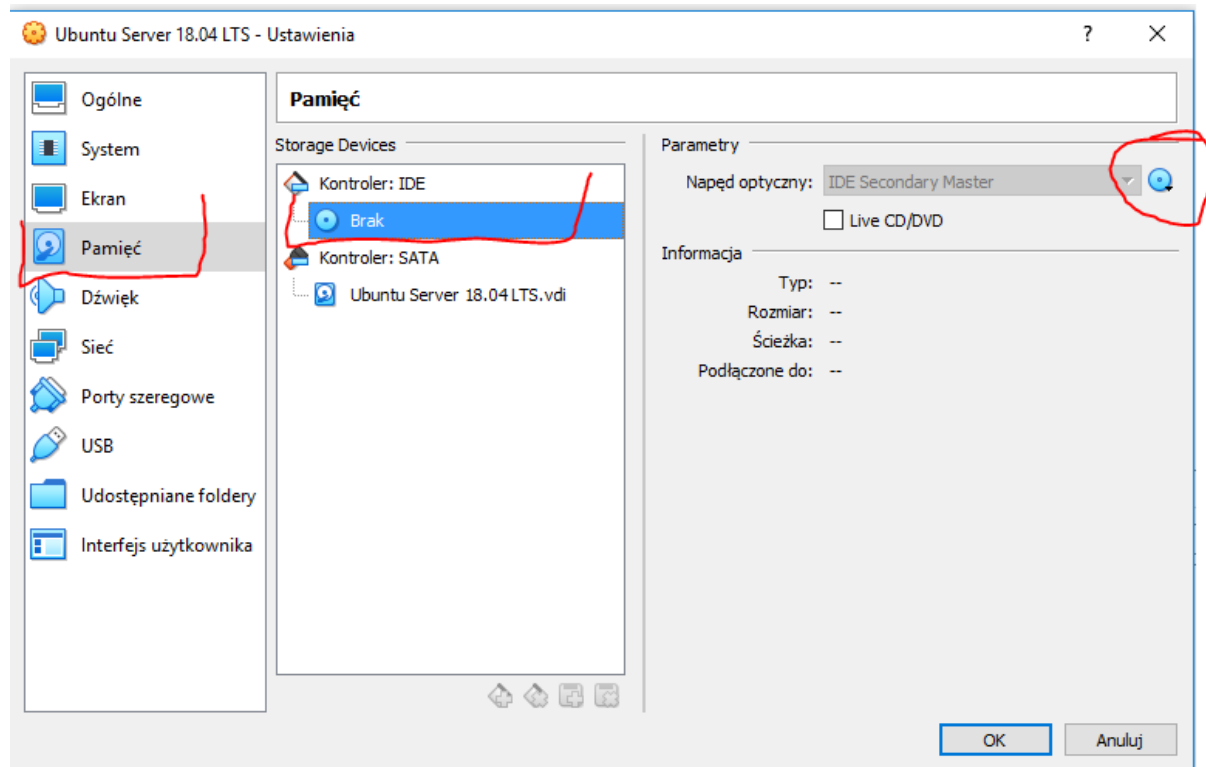 Ubuntu Server 18.04 LTS - Ustawienia
?
Ogólne
System
Ekran
Pamięć
Dźwięk
Sieć
Porty szeregowe
USB
Udostępniane foldery
Interfejs użytkownika
Pamięć
Storage Devices
Kontroler: IDE
Brak
Kontroler: SATA
Ubuntu Server 18.04 LTS.vdi
Parametry
Napęd optyczny: IDE Secondary Master
Live CD/DVD
Informacja
Typ: --
Rozmiar: --
Ścieżka: --
Podłączone do: --
OK
Anuluj